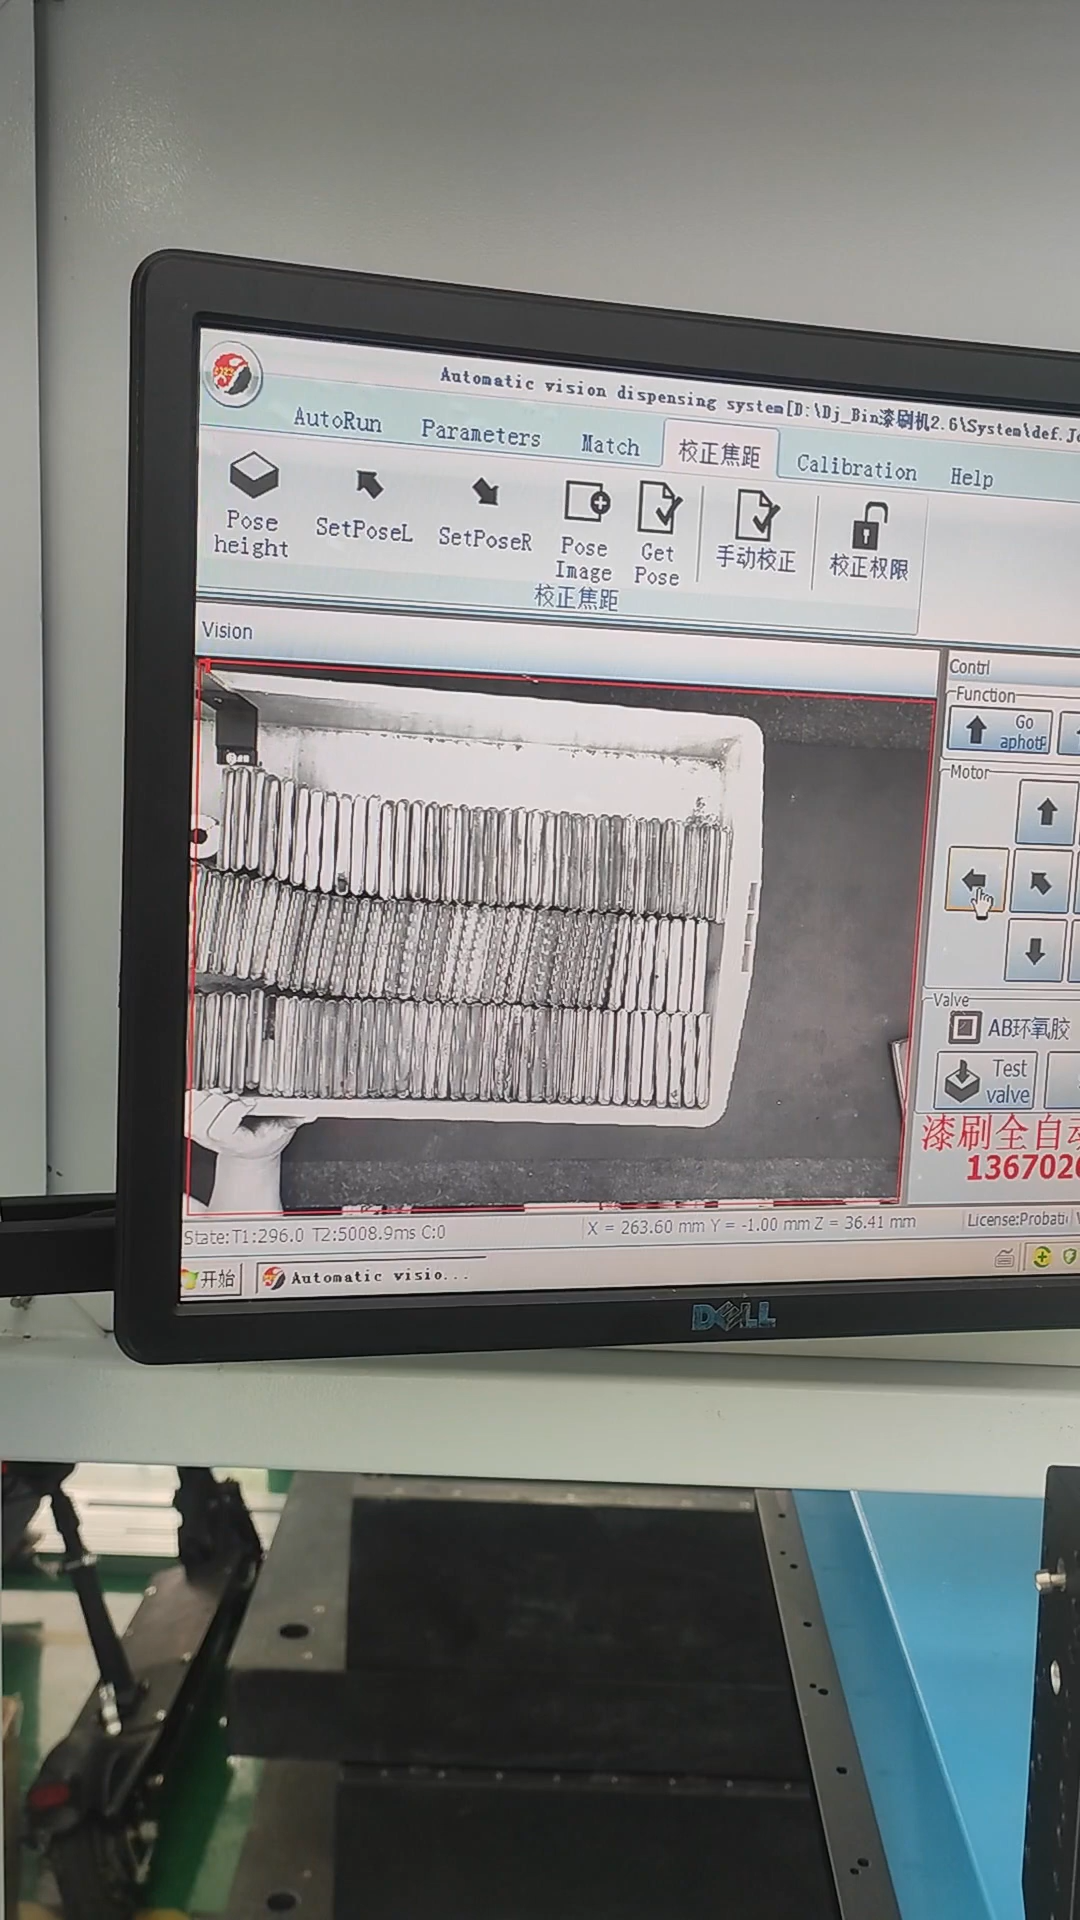 Automatic vision dispensing system[D:\Dj_Bin漆刷机2.6\System\def.J
AutoRun Parameters Match 校正焦距 Calibration Help
Pose height SetPoseL SetPoseR Pose Image Get Pose 手动校正 校正权限
校正焦距
Vision
Contrl
Function
Go
aphotP
Motor
Valve
AB环氧胶
Test valve
漆刷全自动
1367020
State:T1:296.0 T2:5008.9ms C:0 X = 263.60 mm Y = -1.00 mm Z = 36.41 mm License:Probati
开始 Automatic visio...
DELL